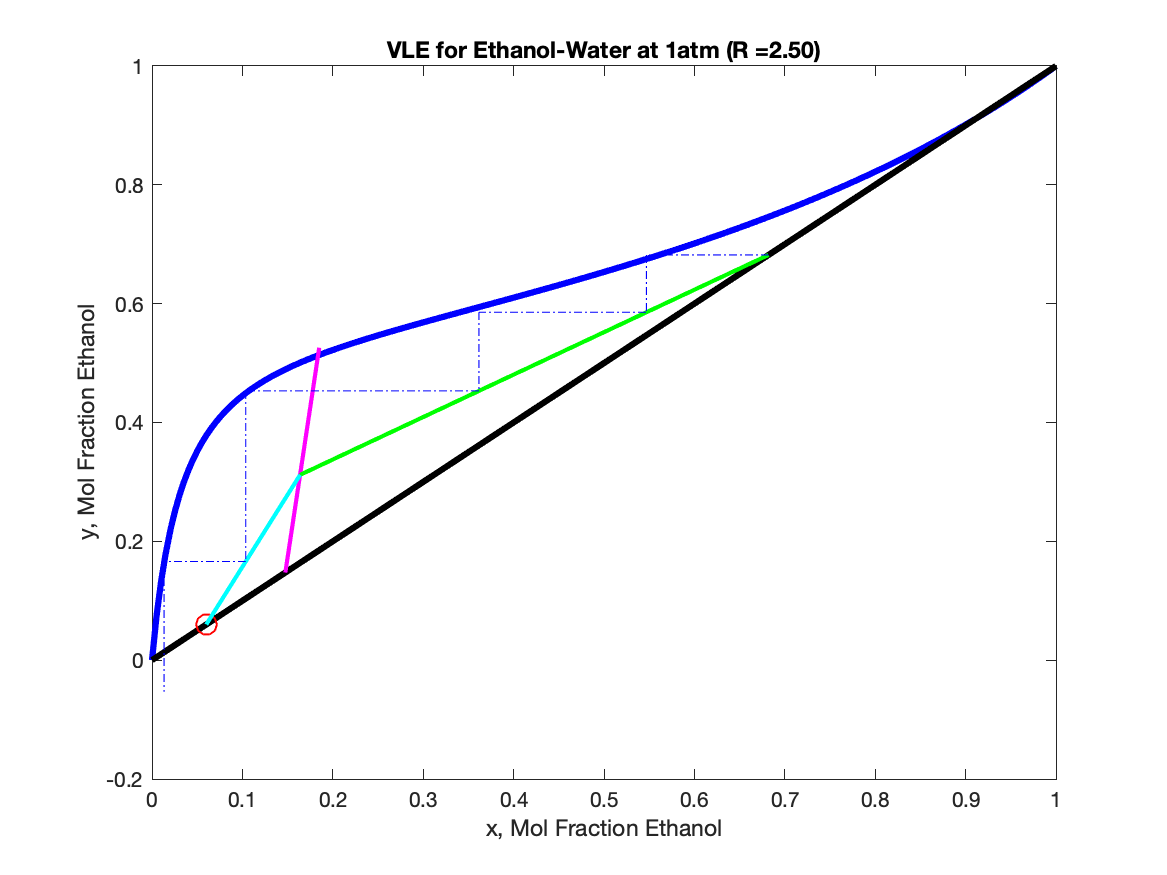 VLE for Ethanol-Water at 1atm (R =2.50)
1
0.8
0.6
0.4
0.2
0
-0.2
y, Mol Fraction Ethanol
0 0.1 0.2 0.3 0.4 0.5 0.6 0.7 0.8 0.9 1
x, Mol Fraction Ethanol